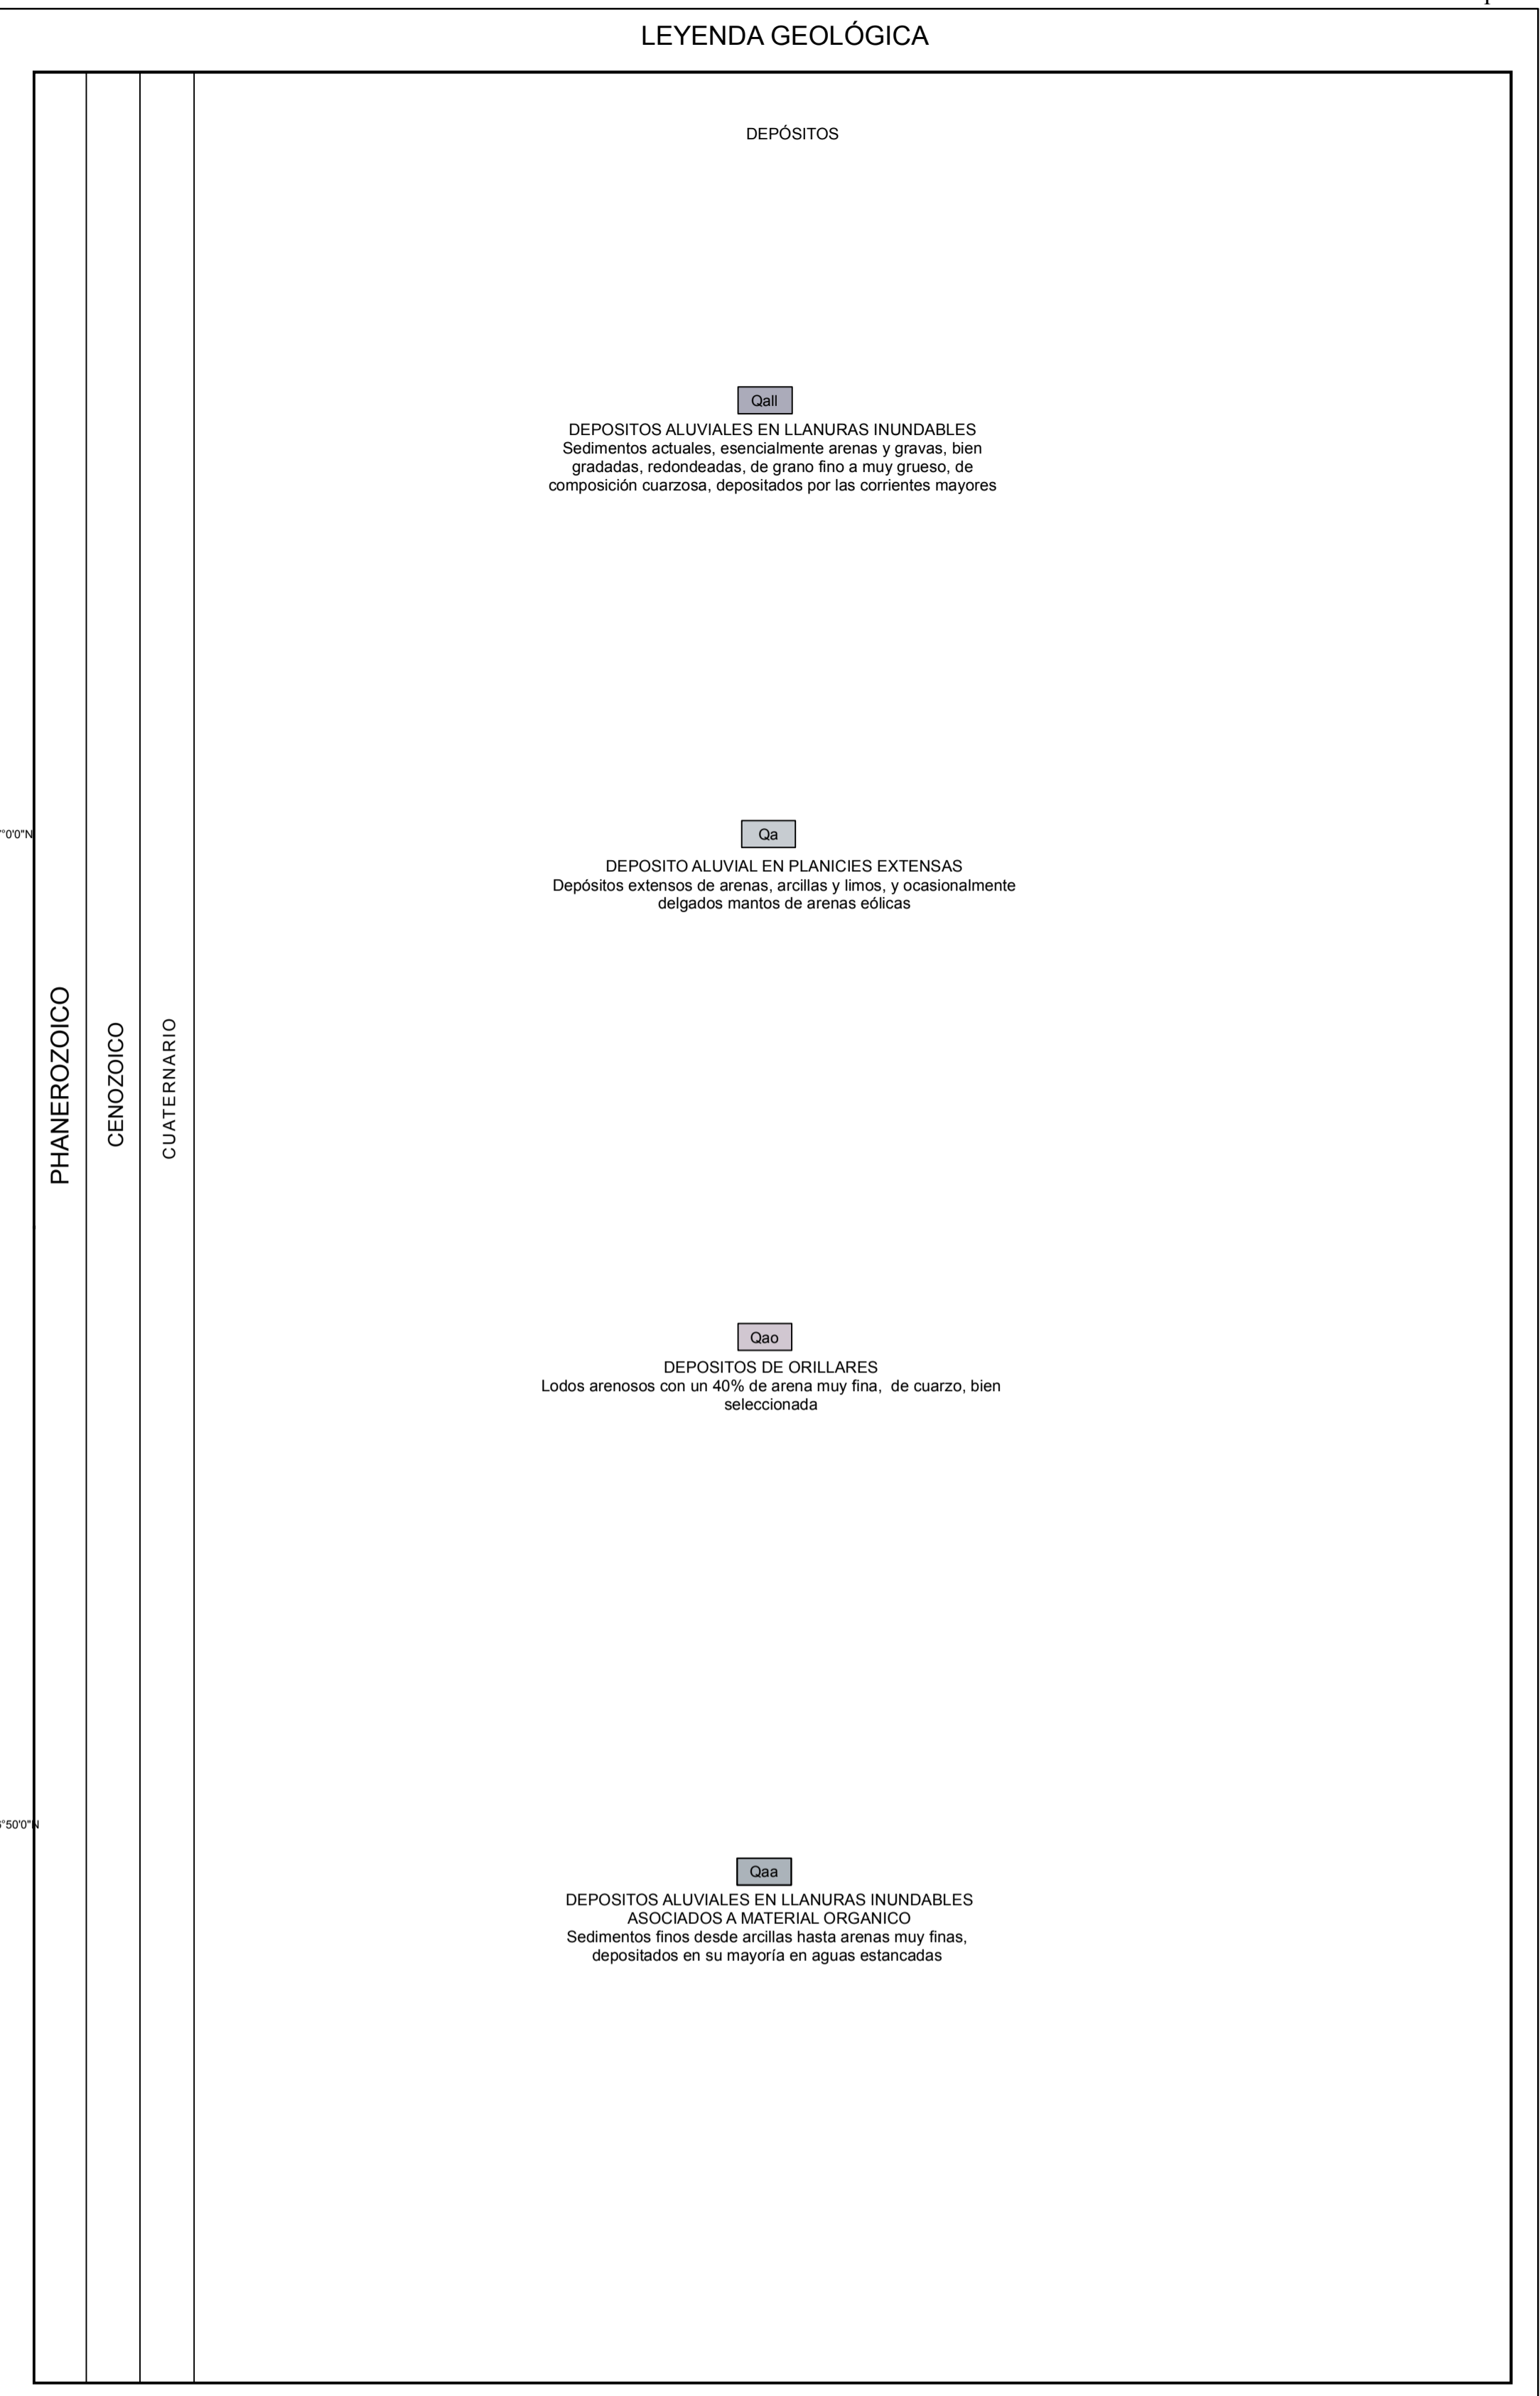 LEYENDA GEOLÓGICA
DEPÓSITOS
Qall
DEPOSITOS ALUVIALES EN LLANURAS INUNDABLES
Sedimentos actuales, esencialmente arenas y gravas, bien
gradadas, redondeadas, de grano fino a muy grueso, de
composición cuarzosa, depositados por las corrientes mayores
°0'0"N
Qa
DEPOSITO ALUVIAL EN PLANICIES EXTENSAS
Depósitos extensos de arenas, arcillas y limos, y ocasionalmente
delgados mantos de arenas eólicas
PHANEROZOICO
CENOZOICO
CUATERNARIO
Qao
DEPOSITOS DE ORILLARES
Lodos arenosos con un 40% de arena muy fina, de cuarzo, bien
seleccionada
°50'0"N
Qaa
DEPOSITOS ALUVIALES EN LLANURAS INUNDABLES
ASOCIADOS A MATERIAL ORGANICO
Sedimentos finos desde arcillas hasta arenas muy finas,
depositados en su mayoría en aguas estancadas